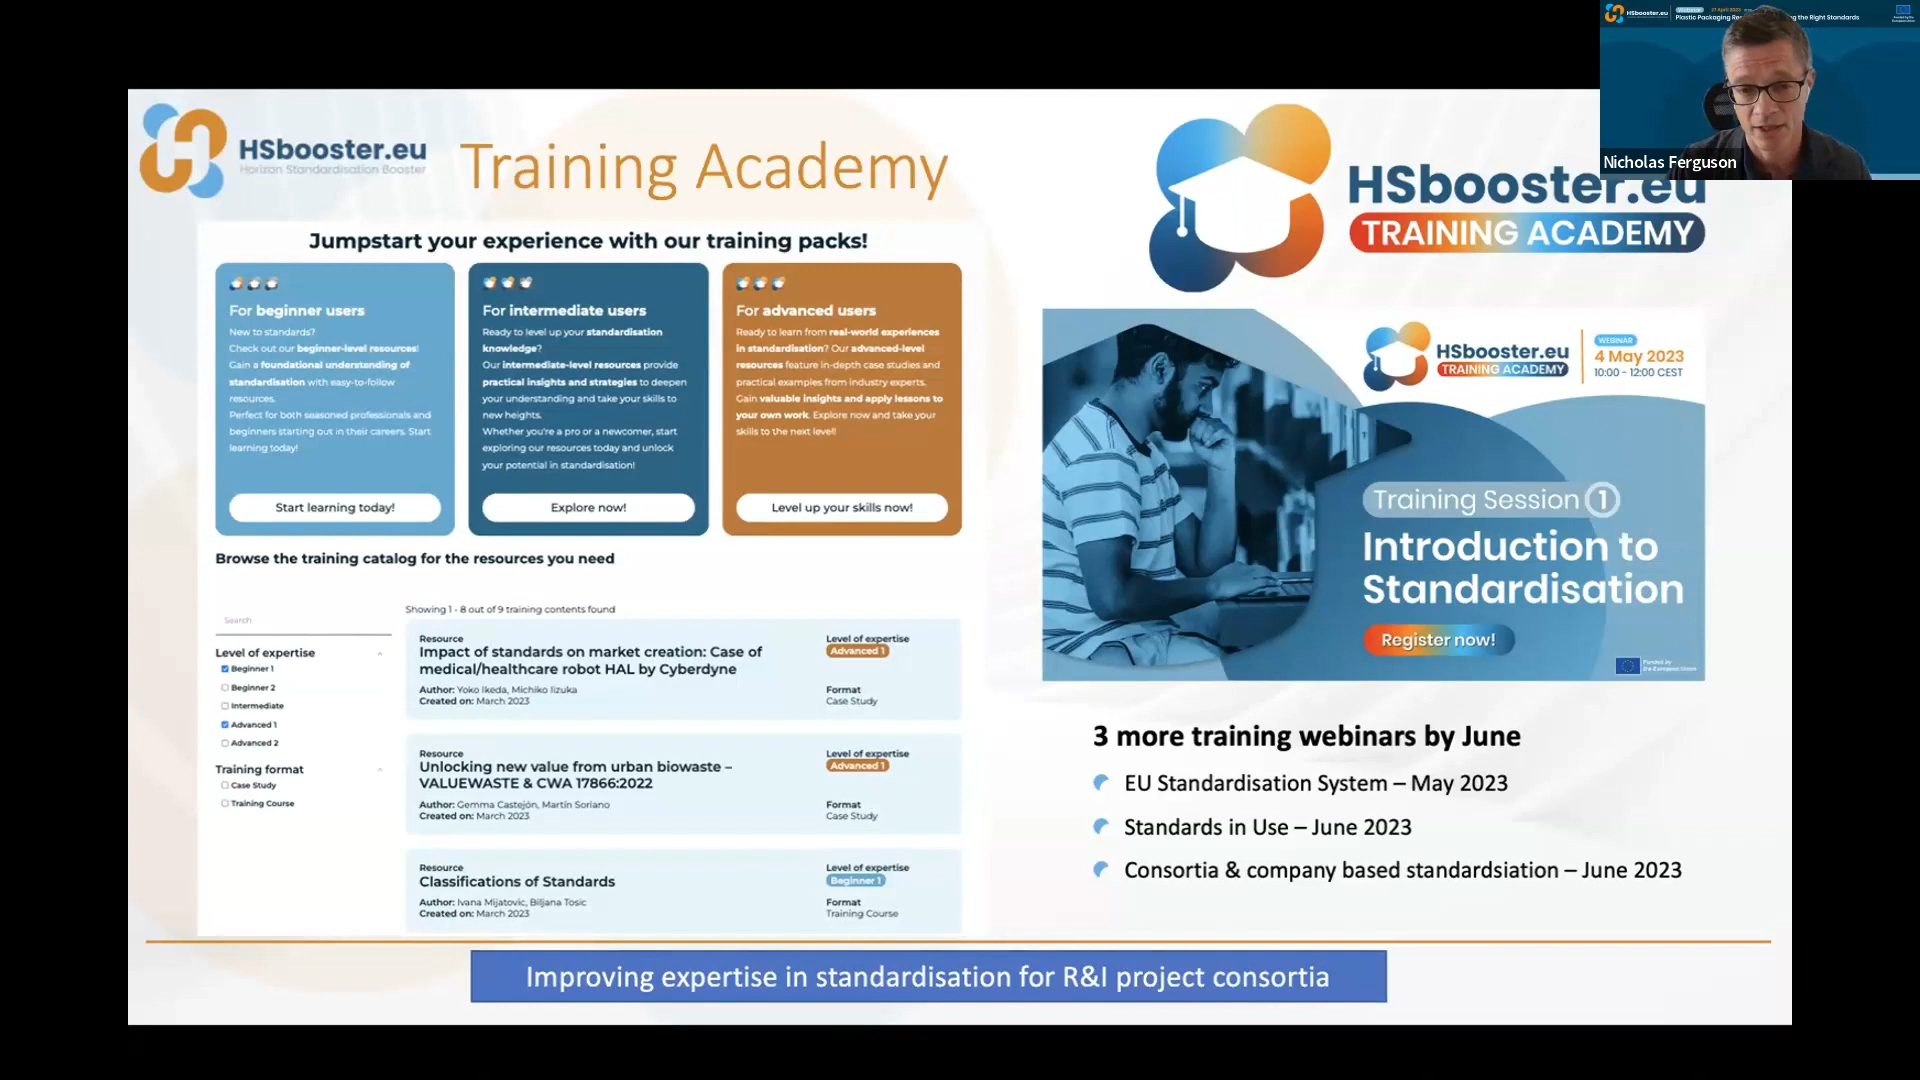 HSbooster.eu
Horizon Standardisation Booster
Training Academy
Jumpstart your experience with our training packs!
For beginner users
New to standards?
Check out our beginner-level resources!
Gain a foundational understanding of
standardisation with easy-to-follow
resources.
Perfect for both seasoned professionals and
beginners starting out in their careers. Start
learning today!
Start learning today!
For intermediate users
Ready to level up your standardisation
knowledge?
Our intermediate-level resources provide
practical insights and strategies to deepen
your understanding and take your skills to
new heights.
Whether you're a pro or a newcomer, start
exploring our resources today and unlock
your potential in standardisation!
Explore now!
For advanced users
Ready to learn from real-world experiences
in standardisation? Our advanced-level
resources feature in-depth case studies and
practical examples from industry experts.
Gain valuable insights and apply lessons to
your own work. Explore now and take your
skills to the next level!
Level up your skills now!
Browse the training catalog for the resources you need
Search
Level of expertise
Beginner 1
Beginner 2
Intermediate
Advanced 1
Advanced 2
Training format
Case Study
Training Course
Showing 1 - 8 out of 9 training contents found
Resource
Impact of standards on market creation: Case of
medical/healthcare robot HAL by Cyberdyne
Author: Yoko Ikeda, Michiko Iizuka
Created on: March 2023
Level of expertise
Advanced 1
Format
Case Study
Resource
Unlocking new value from urban biowaste –
VALUEWASTE & CWA 17866:2022
Author: Gemma Castejón, Martín Soriano
Created on: March 2023
Level of expertise
Advanced 1
Format
Case Study
Resource
Classifications of Standards
Author: Ivana Mijatovic, Biljana Tosic
Created on: March 2023
Level of expertise
Beginner 1
Format
Training Course
HSbooster.eu
TRAINING ACADEMY
HSbooster.eu
TRAINING ACADEMY
WEBINAR
4 May 2023
10:00 - 12:00 CEST
Training Session 1
Introduction to
Standardisation
Register now!
Funded by
the European Union
3 more training webinars by June
EU Standardisation System – May 2023
Standards in Use – June 2023
Consortia & company based standardsiation – June 2023
Improving expertise in standardisation for R&I project consortia
HSbooster.eu
Webinar
27 April 2023
Plastic Packaging
the Right Standards
Nicholas Ferguson